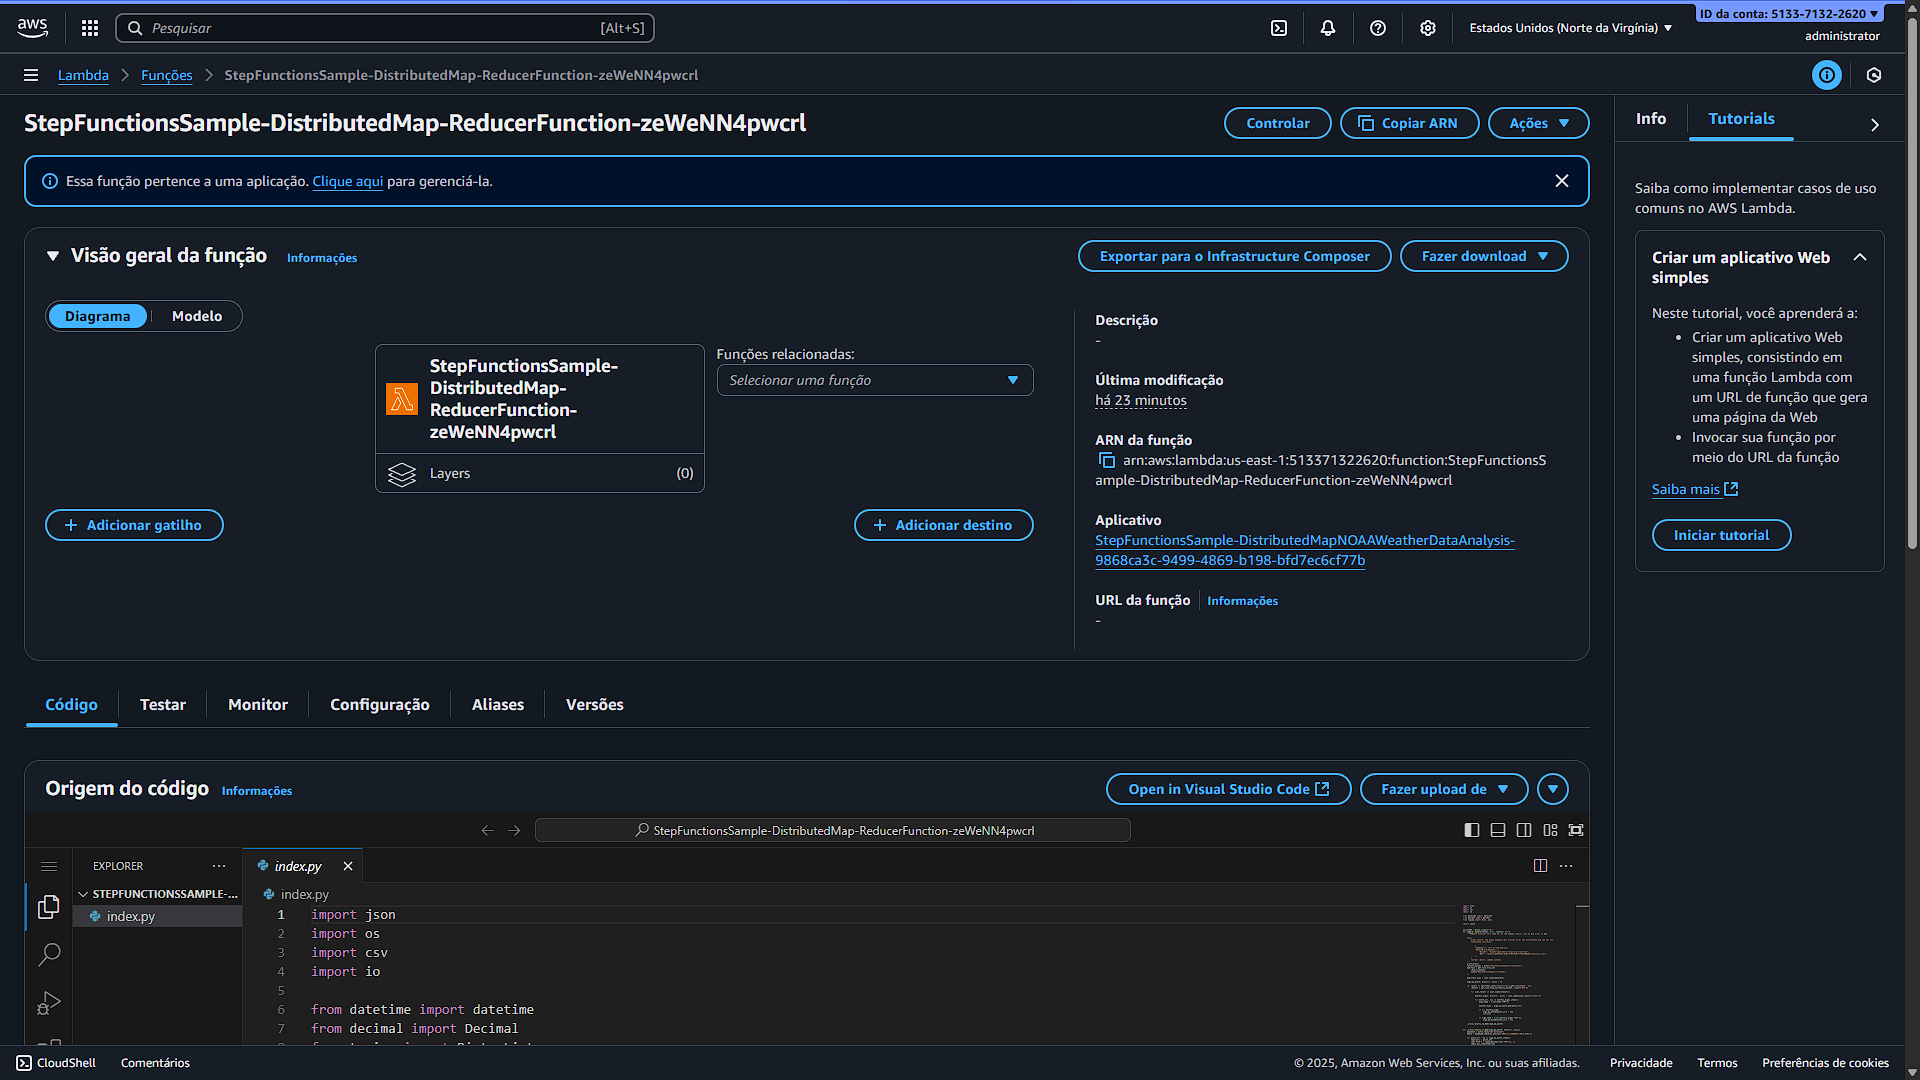 aws
Pesquisar
[Alt+S]
Estados Unidos (Norte da Virgínia)
ID da conta: 5133-7132-2620
administrator
Lambda
Funções
StepFunctionsSample-DistributedMap-ReducerFunction-zeWeNN4pwcrl
StepFunctionsSample-DistributedMap-ReducerFunction-zeWeNN4pwcrl
Controlar
Copiar ARN
Ações
Essa função pertence a uma aplicação. Clique aqui para gerenciá-la.
Visão geral da função
Informações
Exportar para o Infrastructure Composer
Fazer download
Diagrama
Modelo
StepFunctionsSample-
DistributedMap-
ReducerFunction-
zeWeNN4pwcrl
Layers
(0)
Funções relacionadas:
Selecionar uma função
Adicionar gatilho
Adicionar destino
Descrição
-
Última modificação
há 23 minutos
ARN da função
arn:aws:lambda:us-east-1:513371322620:function:StepFunctionsS
ample-DistributedMap-ReducerFunction-zeWeNN4pwcrl
Aplicativo
StepFunctionsSample-DistributedMapNOAAWeatherDataAnalysis-
9868ca3c-9499-4869-b198-bfd7ec6cf77b
URL da função
Informações
-
Info
Tutorials
Saiba como implementar casos de uso
comuns no AWS Lambda.
Criar um aplicativo Web
simples
Neste tutorial, você aprenderá a:
• Criar um aplicativo Web
simples, consistindo em
uma função Lambda com
um URL de função que gera
uma página da Web
• Invocar sua função por
meio do URL da função
Saiba mais
Iniciar tutorial
Código
Testar
Monitor
Configuração
Aliases
Versões
Origem do código
Informações
Open in Visual Studio Code
Fazer upload de
StepFunctionsSample-DistributedMap-ReducerFunction-zeWeNN4pwcrl
EXPLORER
STEPFUNCTIONSSAMPLE-...
index.py
index.py
index.py
1 import json
2 import os
3 import csv
4 import io
5
6 from datetime import datetime
7 from decimal import Decimal
CloudShell
Comentários
© 2025, Amazon Web Services, Inc. ou suas afiliadas.
Privacidade
Termos
Preferências de cookies